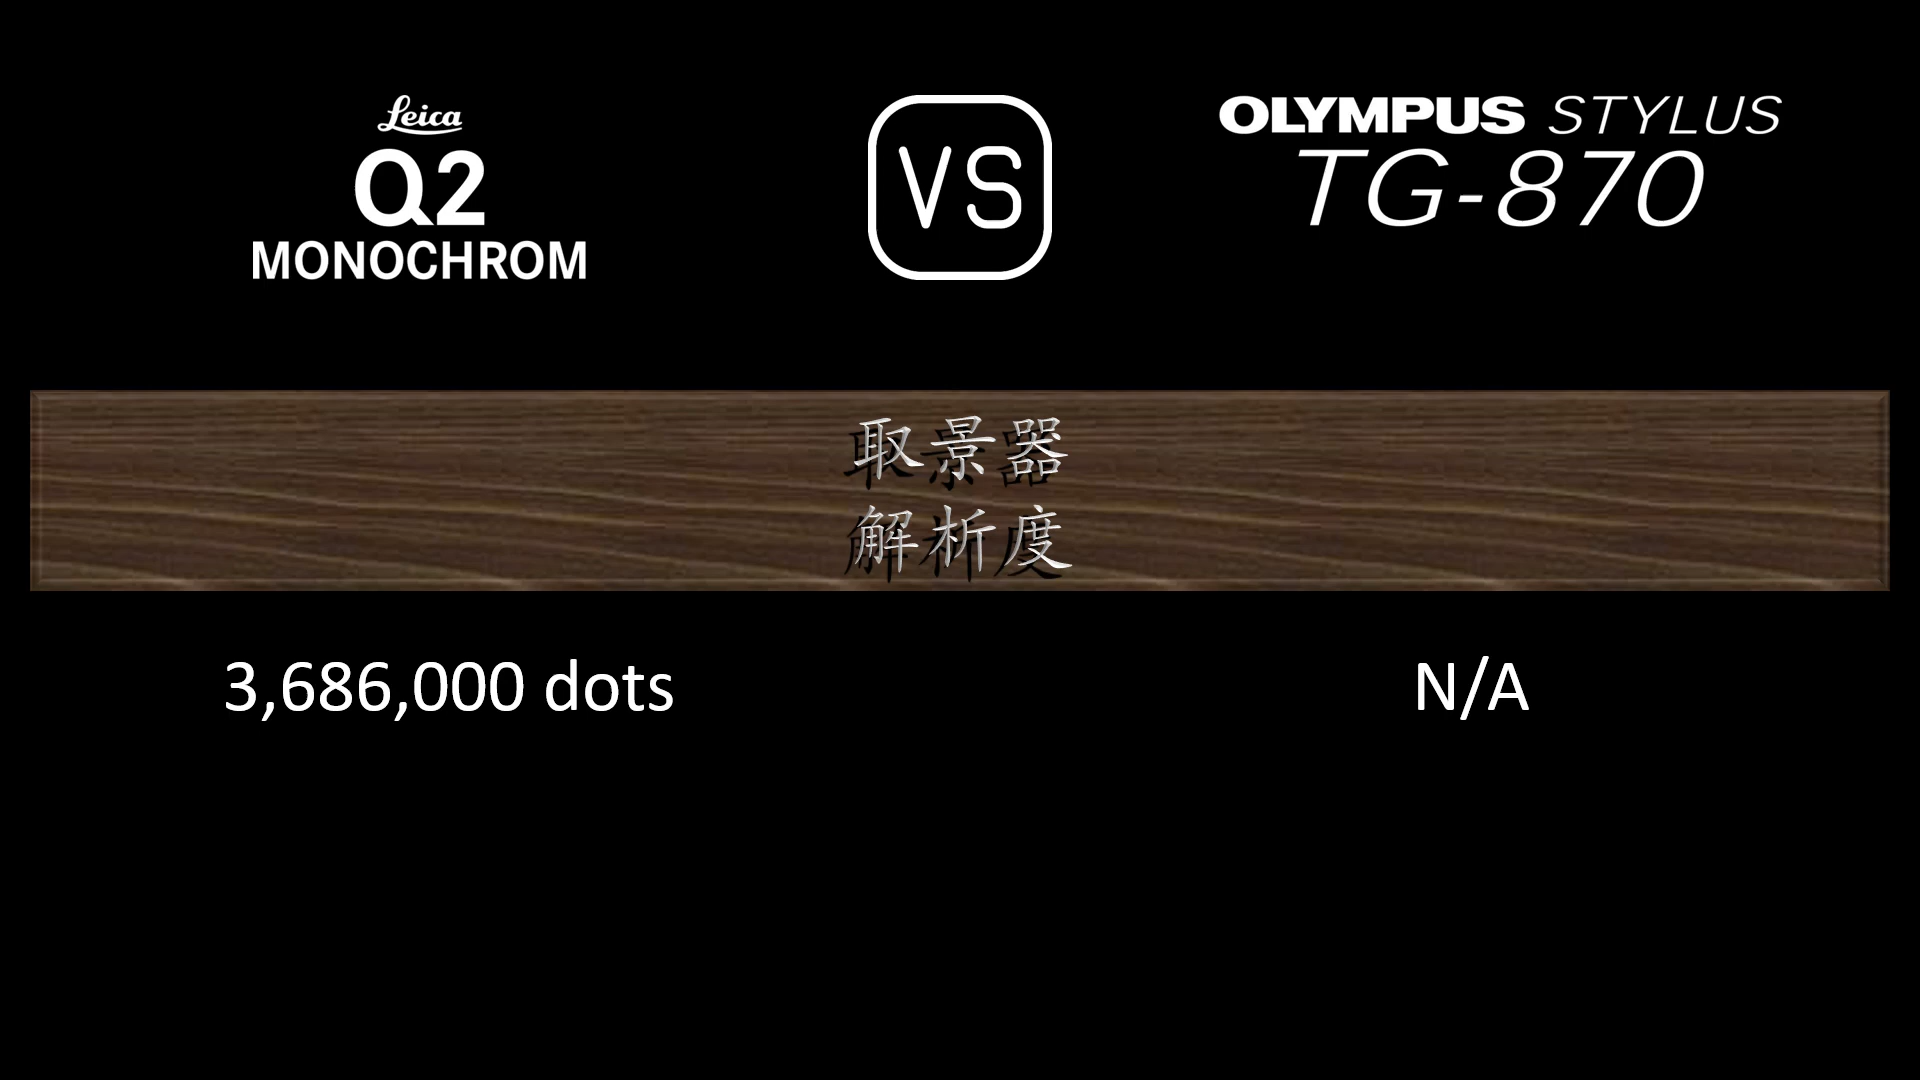 Leica
Q2
MONOCHROM
VS
OLYMPUS STYLUS
TG-870
取景器
解析度
3,686,000 dots
N/A